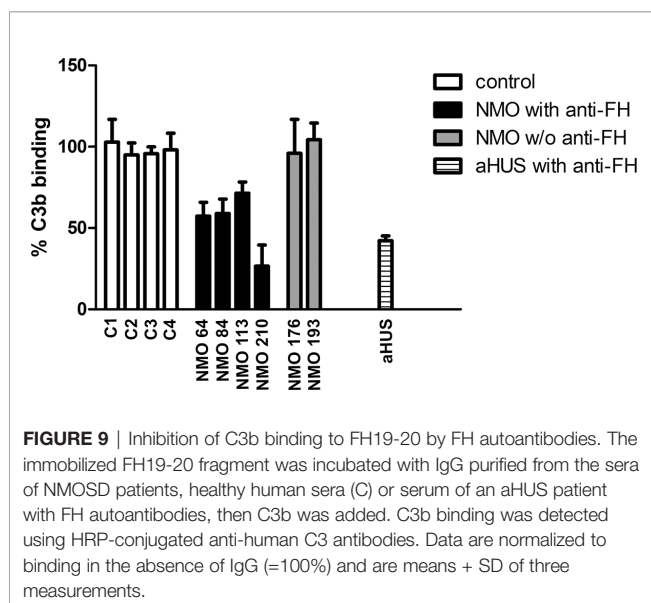 150
100
50
0
% C3b binding
control
NMO with anti-FH
NMO w/o anti-FH
aHUS with anti-FH
C1
C2
C3
C4
NMO 64
NMO 84
NMO 113
NMO 210
NMO 176
NMO 193
aHUS
FIGURE 9 | Inhibition of C3b binding to FH19-20 by FH autoantibodies. The
immobilized FH19-20 fragment was incubated with IgG purified from the sera
of NMOSD patients, healthy human sera (C) or serum of an aHUS patient
with FH autoantibodies, then C3b was added. C3b binding was detected
using HRP-conjugated anti-human C3 antibodies. Data are normalized to
binding in the absence of IgG (=100%) and are means + SD of three
measurements.